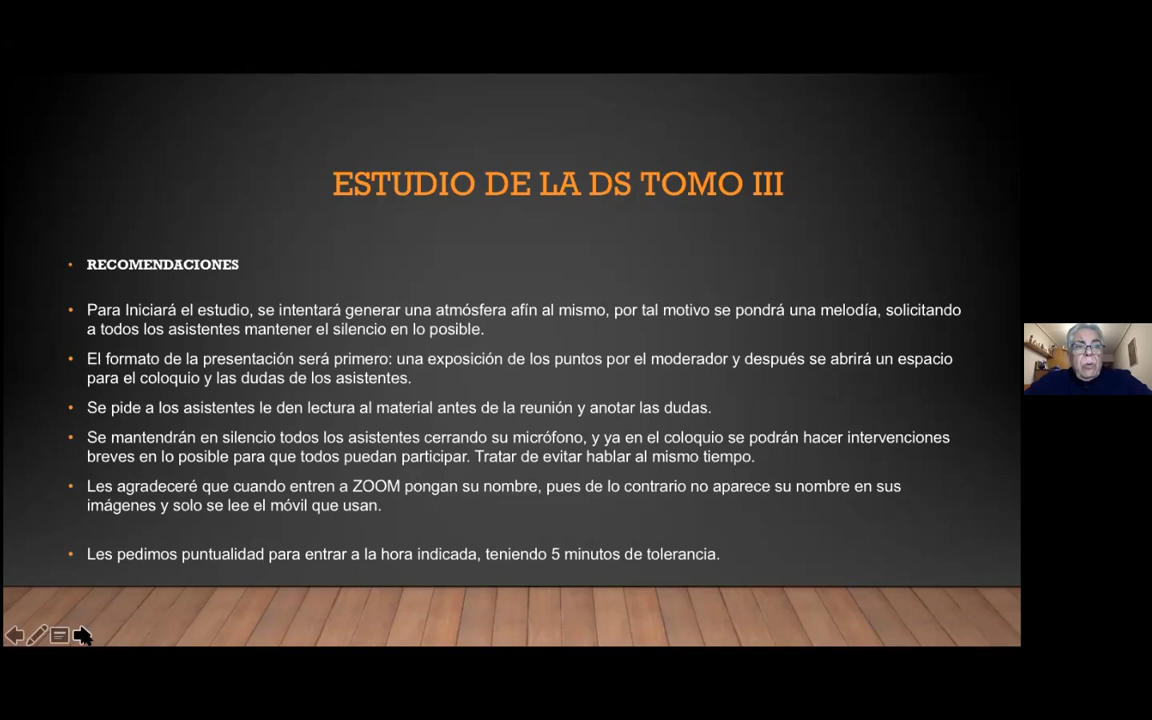 ESTUDIO DE LA DS TOMO III
• RECOMENDACIONES
• Para Iniciará el estudio, se intentará generar una atmósfera afín al mismo, por tal motivo se pondrá una melodía, solicitando
a todos los asistentes mantener el silencio en lo posible.
• El formato de la presentación será primero: una exposición de los puntos por el moderador y después se abrirá un espacio
para el coloquio y las dudas de los asistentes.
• Se pide a los asistentes le den lectura al material antes de la reunión y anotar las dudas.
• Se mantendrán en silencio todos los asistentes cerrando su micrófono, y ya en el coloquio se podrán hacer intervenciones
breves en lo posible para que todos puedan participar. Tratar de evitar hablar al mismo tiempo.
• Les agradeceré que cuando entren a ZOOM pongan su nombre, pues de lo contrario no aparece su nombre en sus
imágenes y solo se lee el móvil que usan.
• Les pedimos puntualidad para entrar a la hora indicada, teniendo 5 minutos de tolerancia.